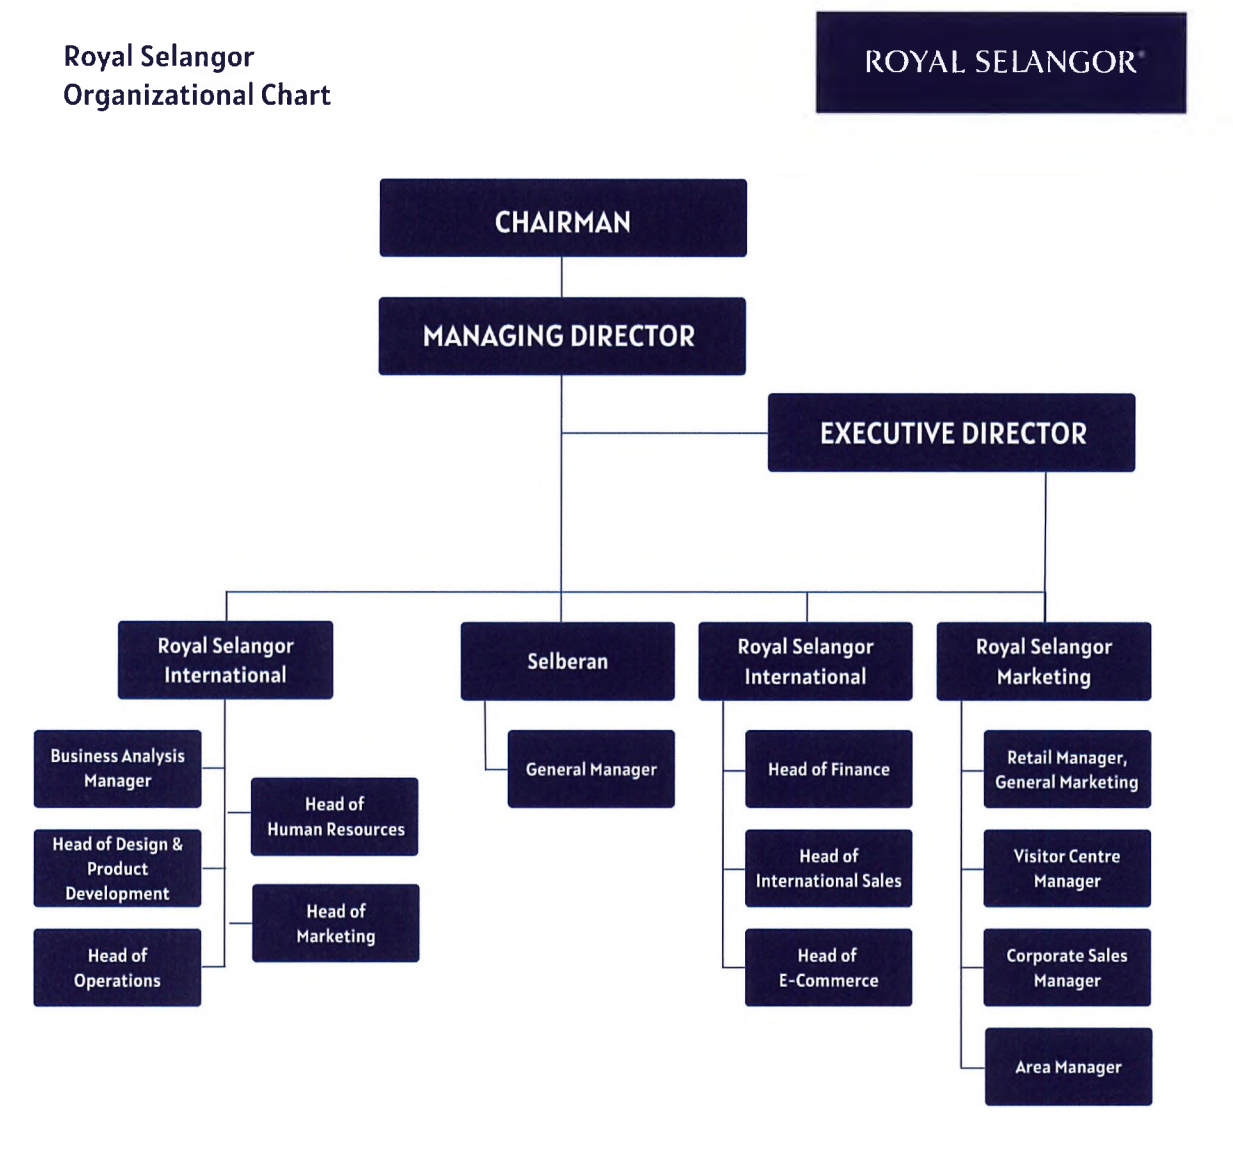 Royal Selangor
Organizational Chart
ROYAL SELANGOR®
CHAIRMAN
MANAGING DIRECTOR
EXECUTIVE DIRECTOR
Royal Selangor
International
Business Analysis
Manager
Head of
Human Resources
Head of Design &
Product
Development
Head of
Marketing
Head of
Operations
Selberan
General Manager
Royal Selangor
International
Head of Finance
Head of
International Sales
Head of
E-Commerce
Royal Selangor
Marketing
Retail Manager,
General Marketing
Visitor Centre
Manager
Corporate Sales
Manager
Area Manager